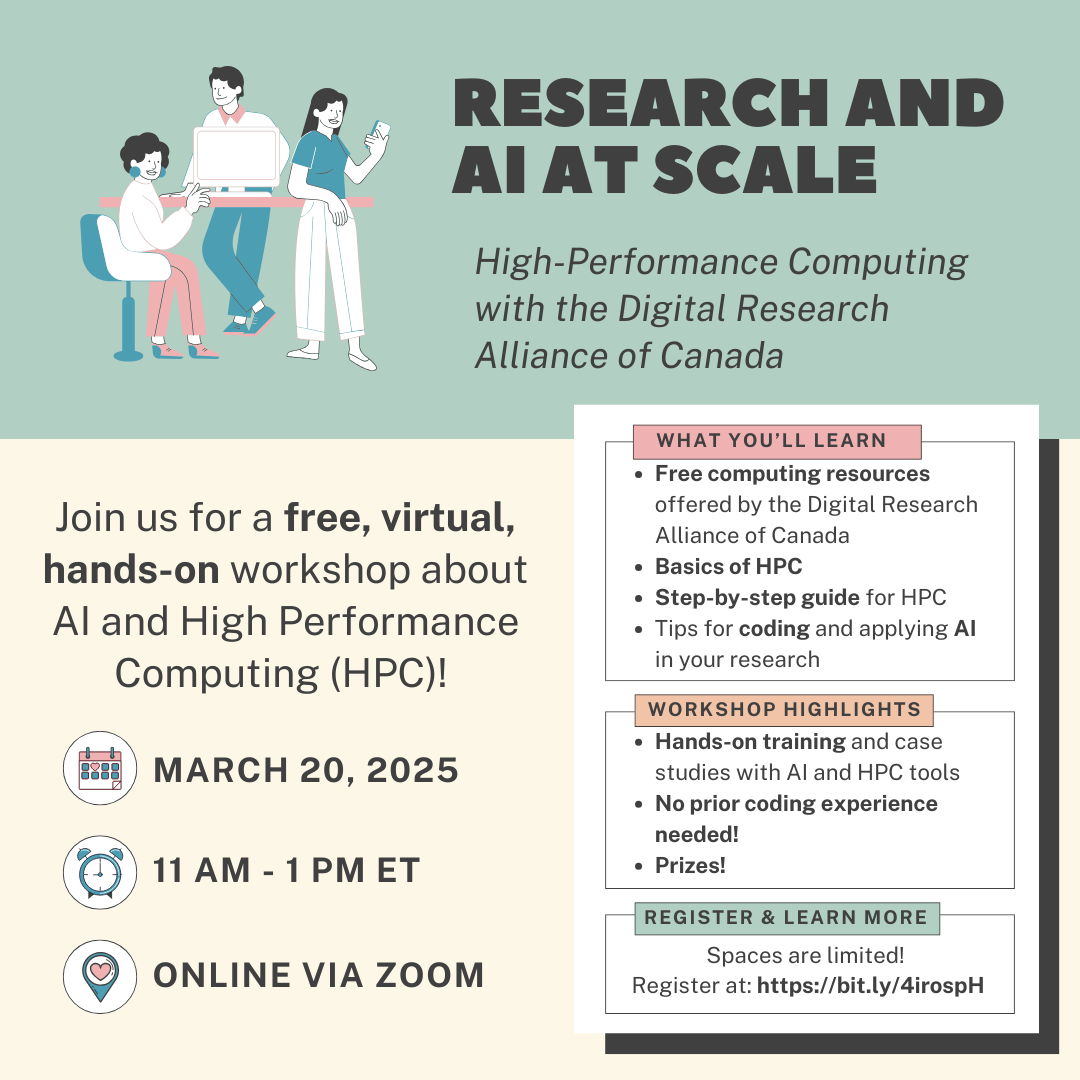 RESEARCH AND
AI AT SCALE
High-Performance Computing
with the Digital Research
Alliance of Canada
Join us for a free, virtual,
hands-on workshop about
AI and High Performance
Computing (HPC)!
MARCH 20, 2025
11 AM - 1 PM ET
ONLINE VIA ZOOM
WHAT YOU'LL LEARN
• Free computing resources
offered by the Digital Research
Alliance of Canada
• Basics of HPC
• Step-by-step guide for HPC
• Tips for coding and applying AI
in your research
WORKSHOP HIGHLIGHTS
• Hands-on training and case
studies with AI and HPC tools
• No prior coding experience
needed!
• Prizes!
REGISTER & LEARN MORE
Spaces are limited!
Register at: https://bit.ly/4irospH